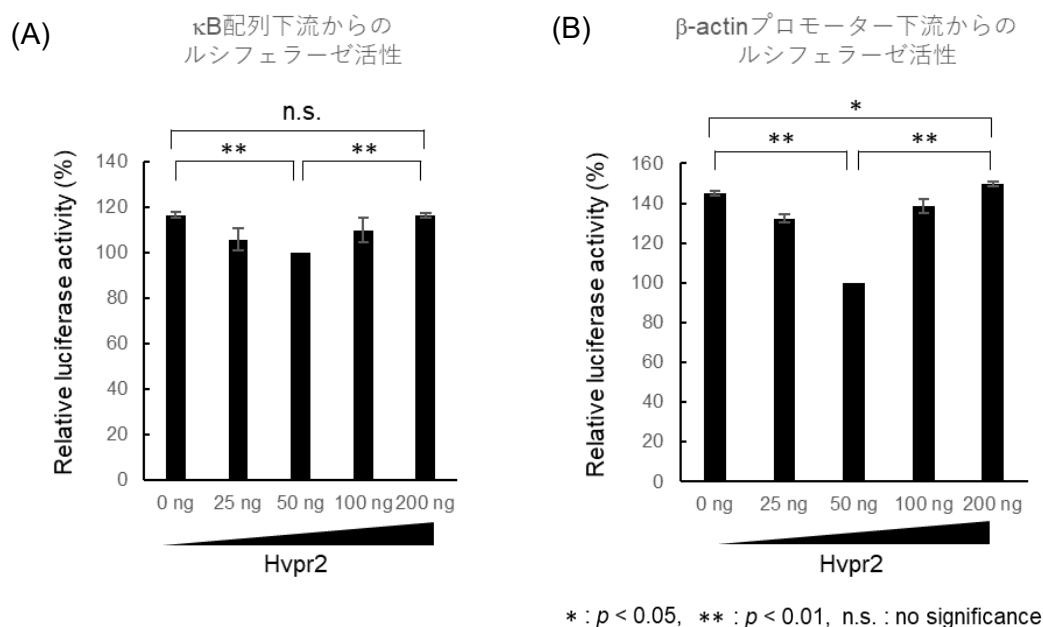 (A)
κB配列下流からの
ルシフェラーゼ活性
n.s.
** **
Relative luciferase activity (%)
140
120
100
80
60
40
20
0
0 ng 25 ng 50 ng 100 ng 200 ng
Hvpr2
(B)
β-actinプロモーター下流からの
ルシフェラーゼ活性
*
** **
Relative luciferase activity (%)
160
140
120
100
80
60
40
20
0
0 ng 25 ng 50 ng 100 ng 200 ng
Hvpr2
* : p < 0.05, ** : p < 0.01, n.s. : no significance